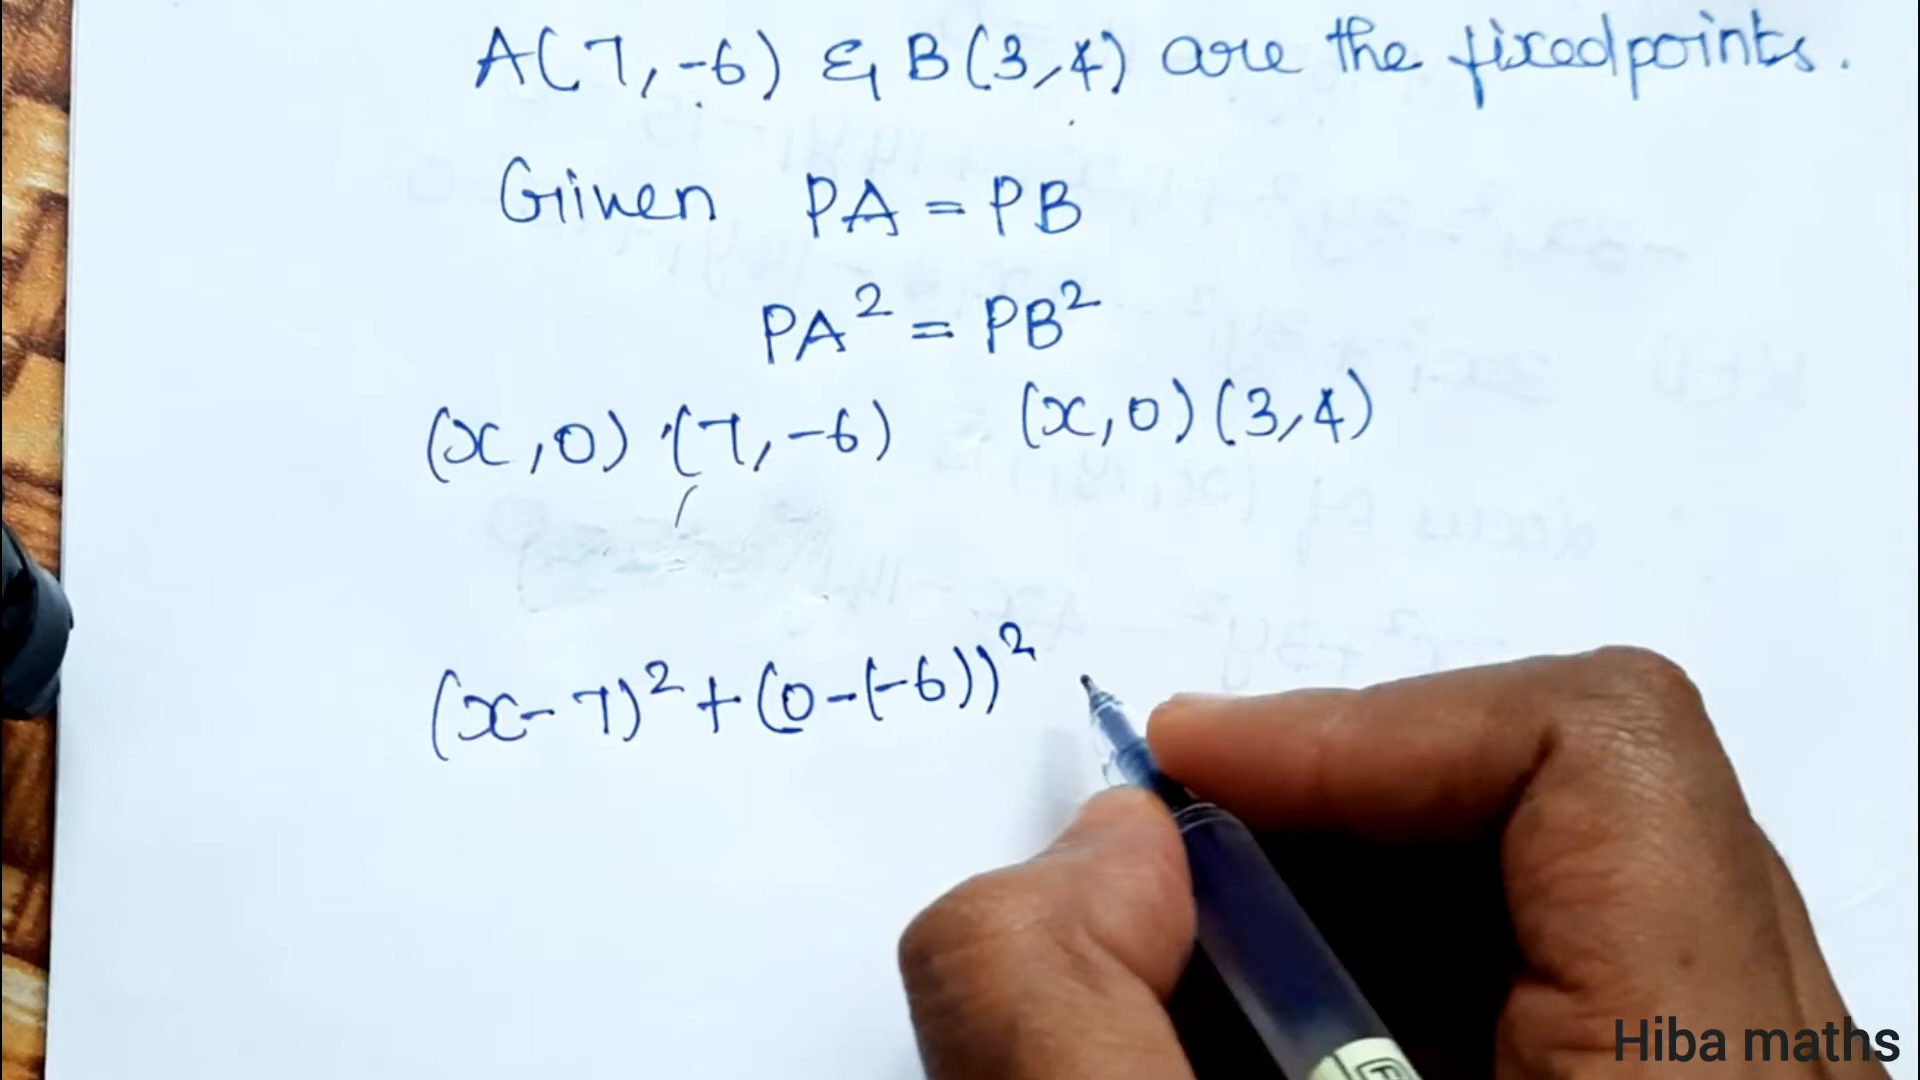 A(7,-6) & B(3,4) are the fixed points.
Given PA = PB
PA² = PB²
(x,0) (7,-6) (x,0) (3,4)
(x-7)²+(0-(-6))²
Hiba maths